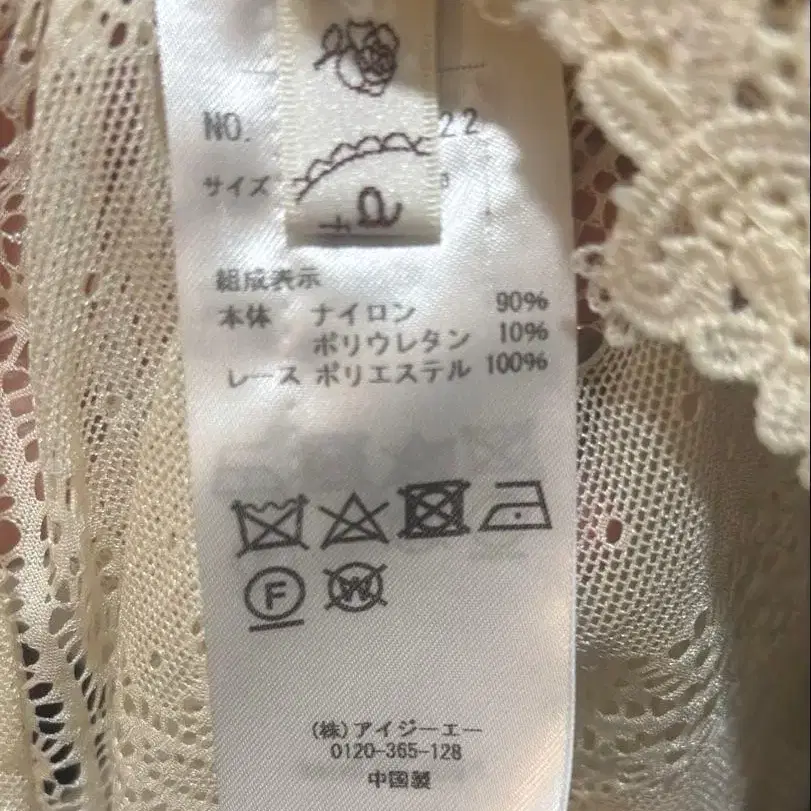 NO. 22
サイズ
組成表示
本体 ナイロン 90%
ポリウレタン 10%
レース ポリエステル 100%
F W
(株)アイジーエー
0120-365-128
中国製